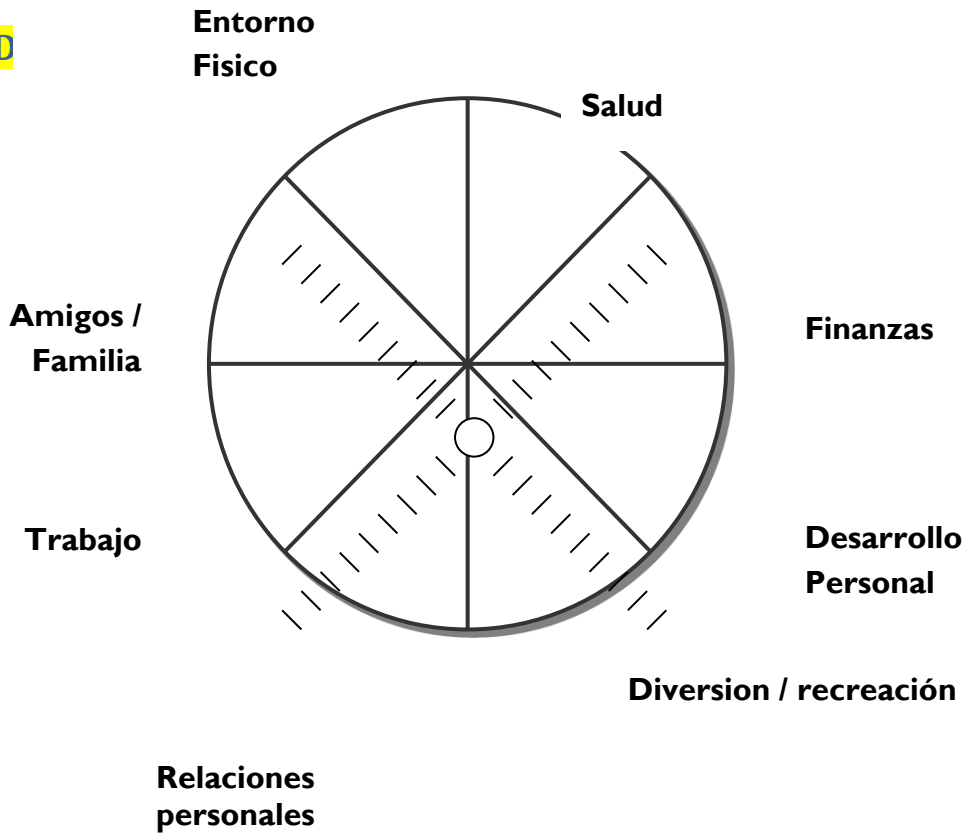 D
Entorno
Fisico
Salud
Amigos /
Familia
Finanzas
Trabajo
Desarrollo
Personal
Diversion / recreación
Relaciones
personales